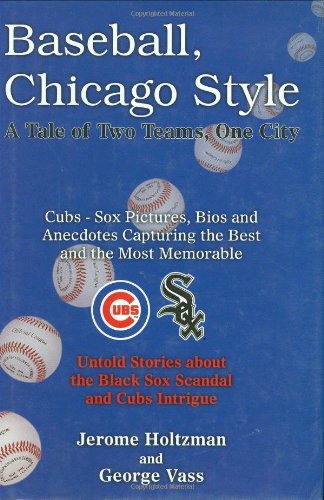 Baseball,
Chicago Style
A Tale of Two Teams, One City
Cubs - Sox Pictures, Bios and
Anecdotes Capturing the Best
and the Most Memorable
CUBS
Sox
Untold Stories about
the Black Sox Scandal
and Cubs Intrigue
Jerome Holtzman
and
George Vass